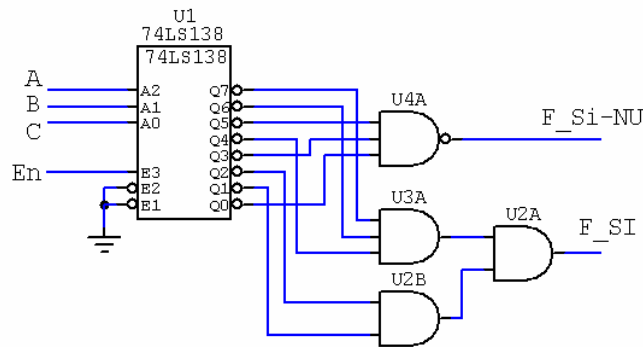 U1
74LS138
74LS138
A A2 Q7
B A1 Q6
C A0 Q5
Q4
Q3
En E3 Q2
E2 Q1
E1 Q0
U4A
F_Si-NU
U3A
U2A
F_SI
U2B